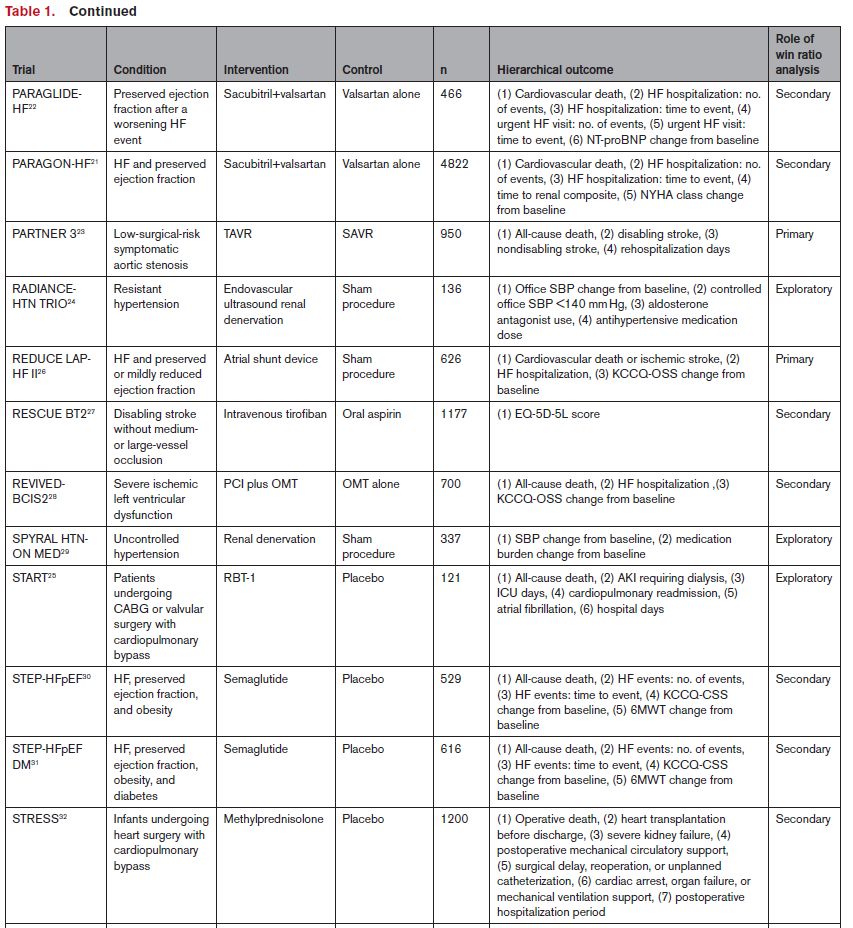 Table 1. Continued
Trial
Condition
Intervention
Control
n
Hierarchical outcome
Role of
win ratio
analysis
PARAGLIDE-
HF²²
Preserved ejection
fraction after a
worsening HF
event
Sacubitril+valsartan
Valsartan alone
466
(1) Cardiovascular death, (2) HF hospitalization: no.
of events, (3) HF hospitalization: time to event, (4)
urgent HF visit: no. of events, (5) urgent HF visit:
time to event, (6) NT-proBNP change from baseline
Secondary
PARAGON-HF²¹
HF and preserved
ejection fraction
Sacubitril+valsartan
Valsartan alone
4822
(1) Cardiovascular death, (2) HF hospitalization: no.
of events, (3) HF hospitalization: time to event, (4)
time to renal composite, (5) NYHA class change
from baseline
Secondary
PARTNER 3²³
Low-surgical-risk
symptomatic
aortic stenosis
TAVR
SAVR
950
(1) All-cause death, (2) disabling stroke, (3)
nondisabling stroke, (4) rehospitalization days
Primary
RADIANCE-
HTN TRIO²⁴
Resistant
hypertension
Endovascular
ultrasound renal
denervation
Sham
procedure
136
(1) Office SBP change from baseline, (2) controlled
office SBP <140 mm Hg, (3) aldosterone
antagonist use, (4) antihypertensive medication
dose
Exploratory
REDUCE LAP-
HF II²⁶
HF and preserved
or mildly reduced
ejection fraction
Atrial shunt device
Sham
procedure
626
(1) Cardiovascular death or ischemic stroke, (2)
HF hospitalization, (3) KCCQ-OSS change from
baseline
Primary
RESCUE BT2²⁷
Disabling stroke
without medium-
or large-vessel
occlusion
Intravenous tirofiban
Oral aspirin
1177
(1) EQ-5D-5L score
Secondary
REVIVED-
BCIS2²⁸
Severe ischemic
left ventricular
dysfunction
PCI plus OMT
OMT alone
700
(1) All-cause death, (2) HF hospitalization ,(3)
KCCQ-OSS change from baseline
Secondary
SPYRAL HTN-
ON MED²⁹
Uncontrolled
hypertension
Renal denervation
Sham
procedure
337
(1) SBP change from baseline, (2) medication
burden change from baseline
Exploratory
START²⁵
Patients
undergoing
CABG or valvular
surgery with
cardiopulmonary
bypass
RBT-1
Placebo
121
(1) All-cause death, (2) AKI requiring dialysis, (3)
ICU days, (4) cardiopulmonary readmission, (5)
atrial fibrillation, (6) hospital days
Exploratory
STEP-HFpEF³⁰
HF, preserved
ejection fraction,
and obesity
Semaglutide
Placebo
529
(1) All-cause death, (2) HF events: no. of events,
(3) HF events: time to event, (4) KCCQ-CSS
change from baseline, (5) 6MWT change from
baseline
Secondary
STEP-HFpEF
DM³¹
HF, preserved
ejection fraction,
obesity, and
diabetes
Semaglutide
Placebo
616
(1) All-cause death, (2) HF events: no. of events,
(3) HF events: time to event, (4) KCCQ-CSS
change from baseline, (5) 6MWT change from
baseline
Secondary
STRESS³²
Infants undergoing
heart surgery with
cardiopulmonary
bypass
Methylprednisolone
Placebo
1200
(1) Operative death, (2) heart transplantation
before discharge, (3) severe kidney failure, (4)
postoperative mechanical circulatory support,
(5) surgical delay, reoperation, or unplanned
catheterization, (6) cardiac arrest, organ failure, or
mechanical ventilation support, (7) postoperative
hospitalization period
Secondary